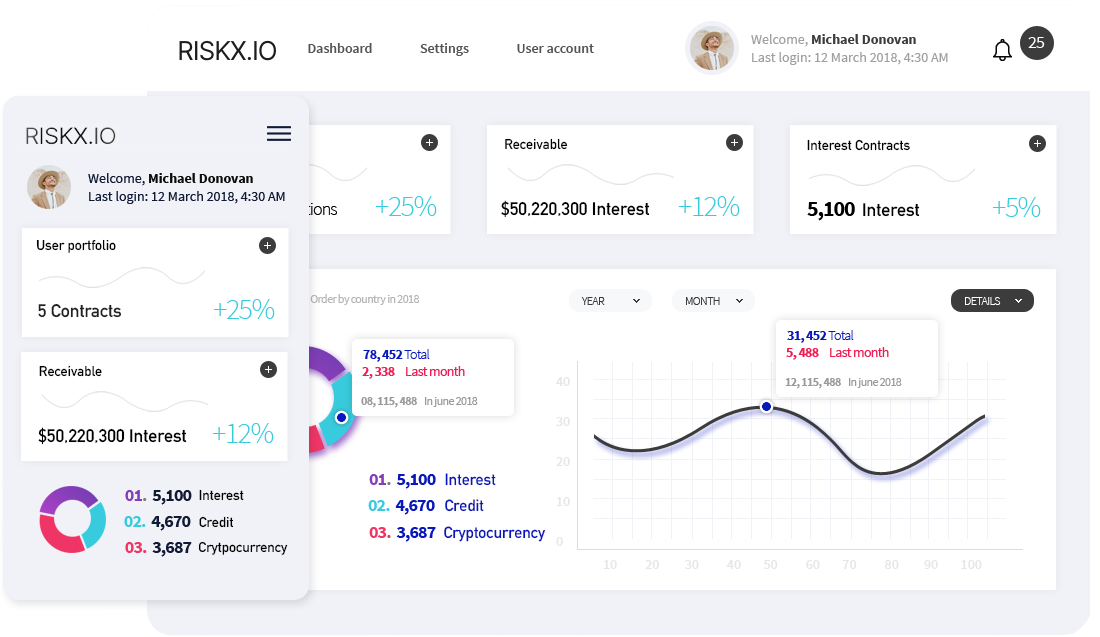 RISKX.IO
Dashboard
Settings
User account
Welcome, Michael Donovan
Last login: 12 March 2018, 4:30 AM
25
RISKX.IO
Welcome, Michael Donovan
Last login: 12 March 2018, 4:30 AM
User portfolio
5 Contracts +25%
Receivable
$50,220,300 Interest +12%
01. 5,100 Interest
02. 4,670 Credit
03. 3,687 Crytpocurrency
tions +25%
Receivable
$50,220,300 Interest +12%
Interest Contracts
5,100 Interest +5%
Order by country in 2018
YEAR
MONTH
DETAILS
78,452 Total
2,338 Last month
08,115,488 In june 2018
01. 5,100 Interest
02. 4,670 Credit
03. 3,687 Cryptocurrency
31,452 Total
5,488 Last month
12,115,488 In june 2018
40
30
20
10
0
10 20 30 40 50 60 70 80 90 100